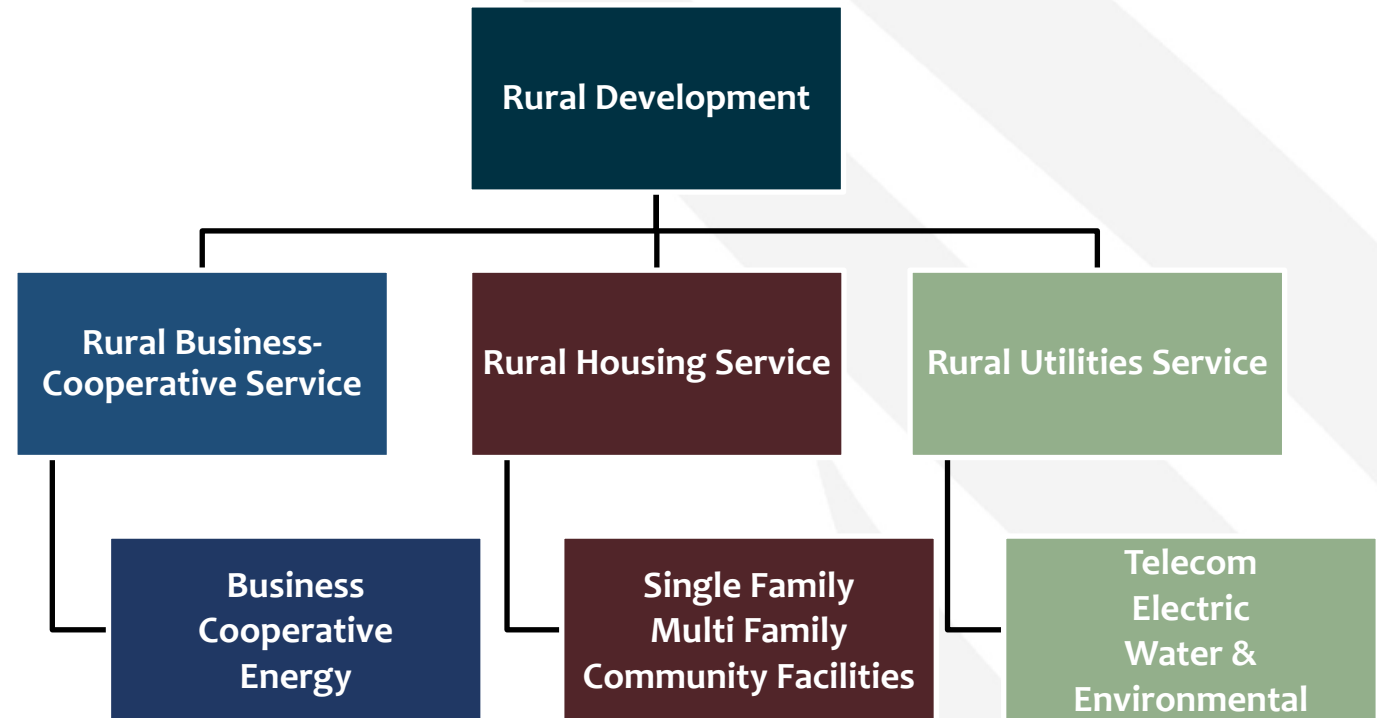 Rural Development
Rural Business-
Cooperative Service
Rural Housing Service
Rural Utilities Service
Business
Cooperative
Energy
Single Family
Multi Family
Community Facilities
Telecom
Electric
Water &
Environmental